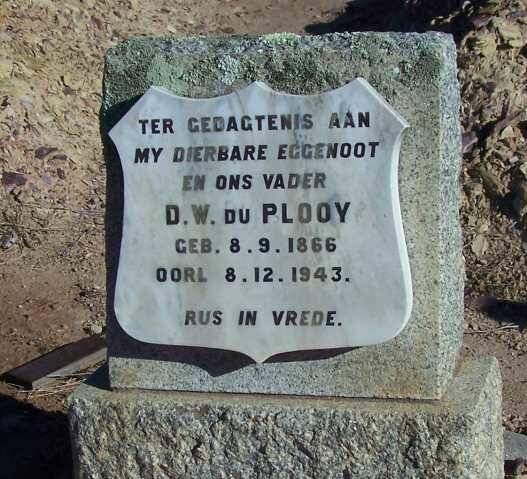 TER GEDAGTENIS AAN
MY DIERBARE EGGENOOT
EN ONS VADER
D.W. DU PLOOY
GEB. 8.9.1866
OORL 8.12.1943.
RUS IN VREDE.